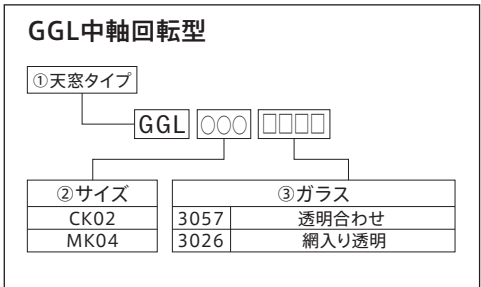 GGL中軸回転型
①天窓タイプ
GGL ○○○ □□□□
②サイズ ③ガラス
CK02 3057 透明合わせ
MK04 3026 網入り透明